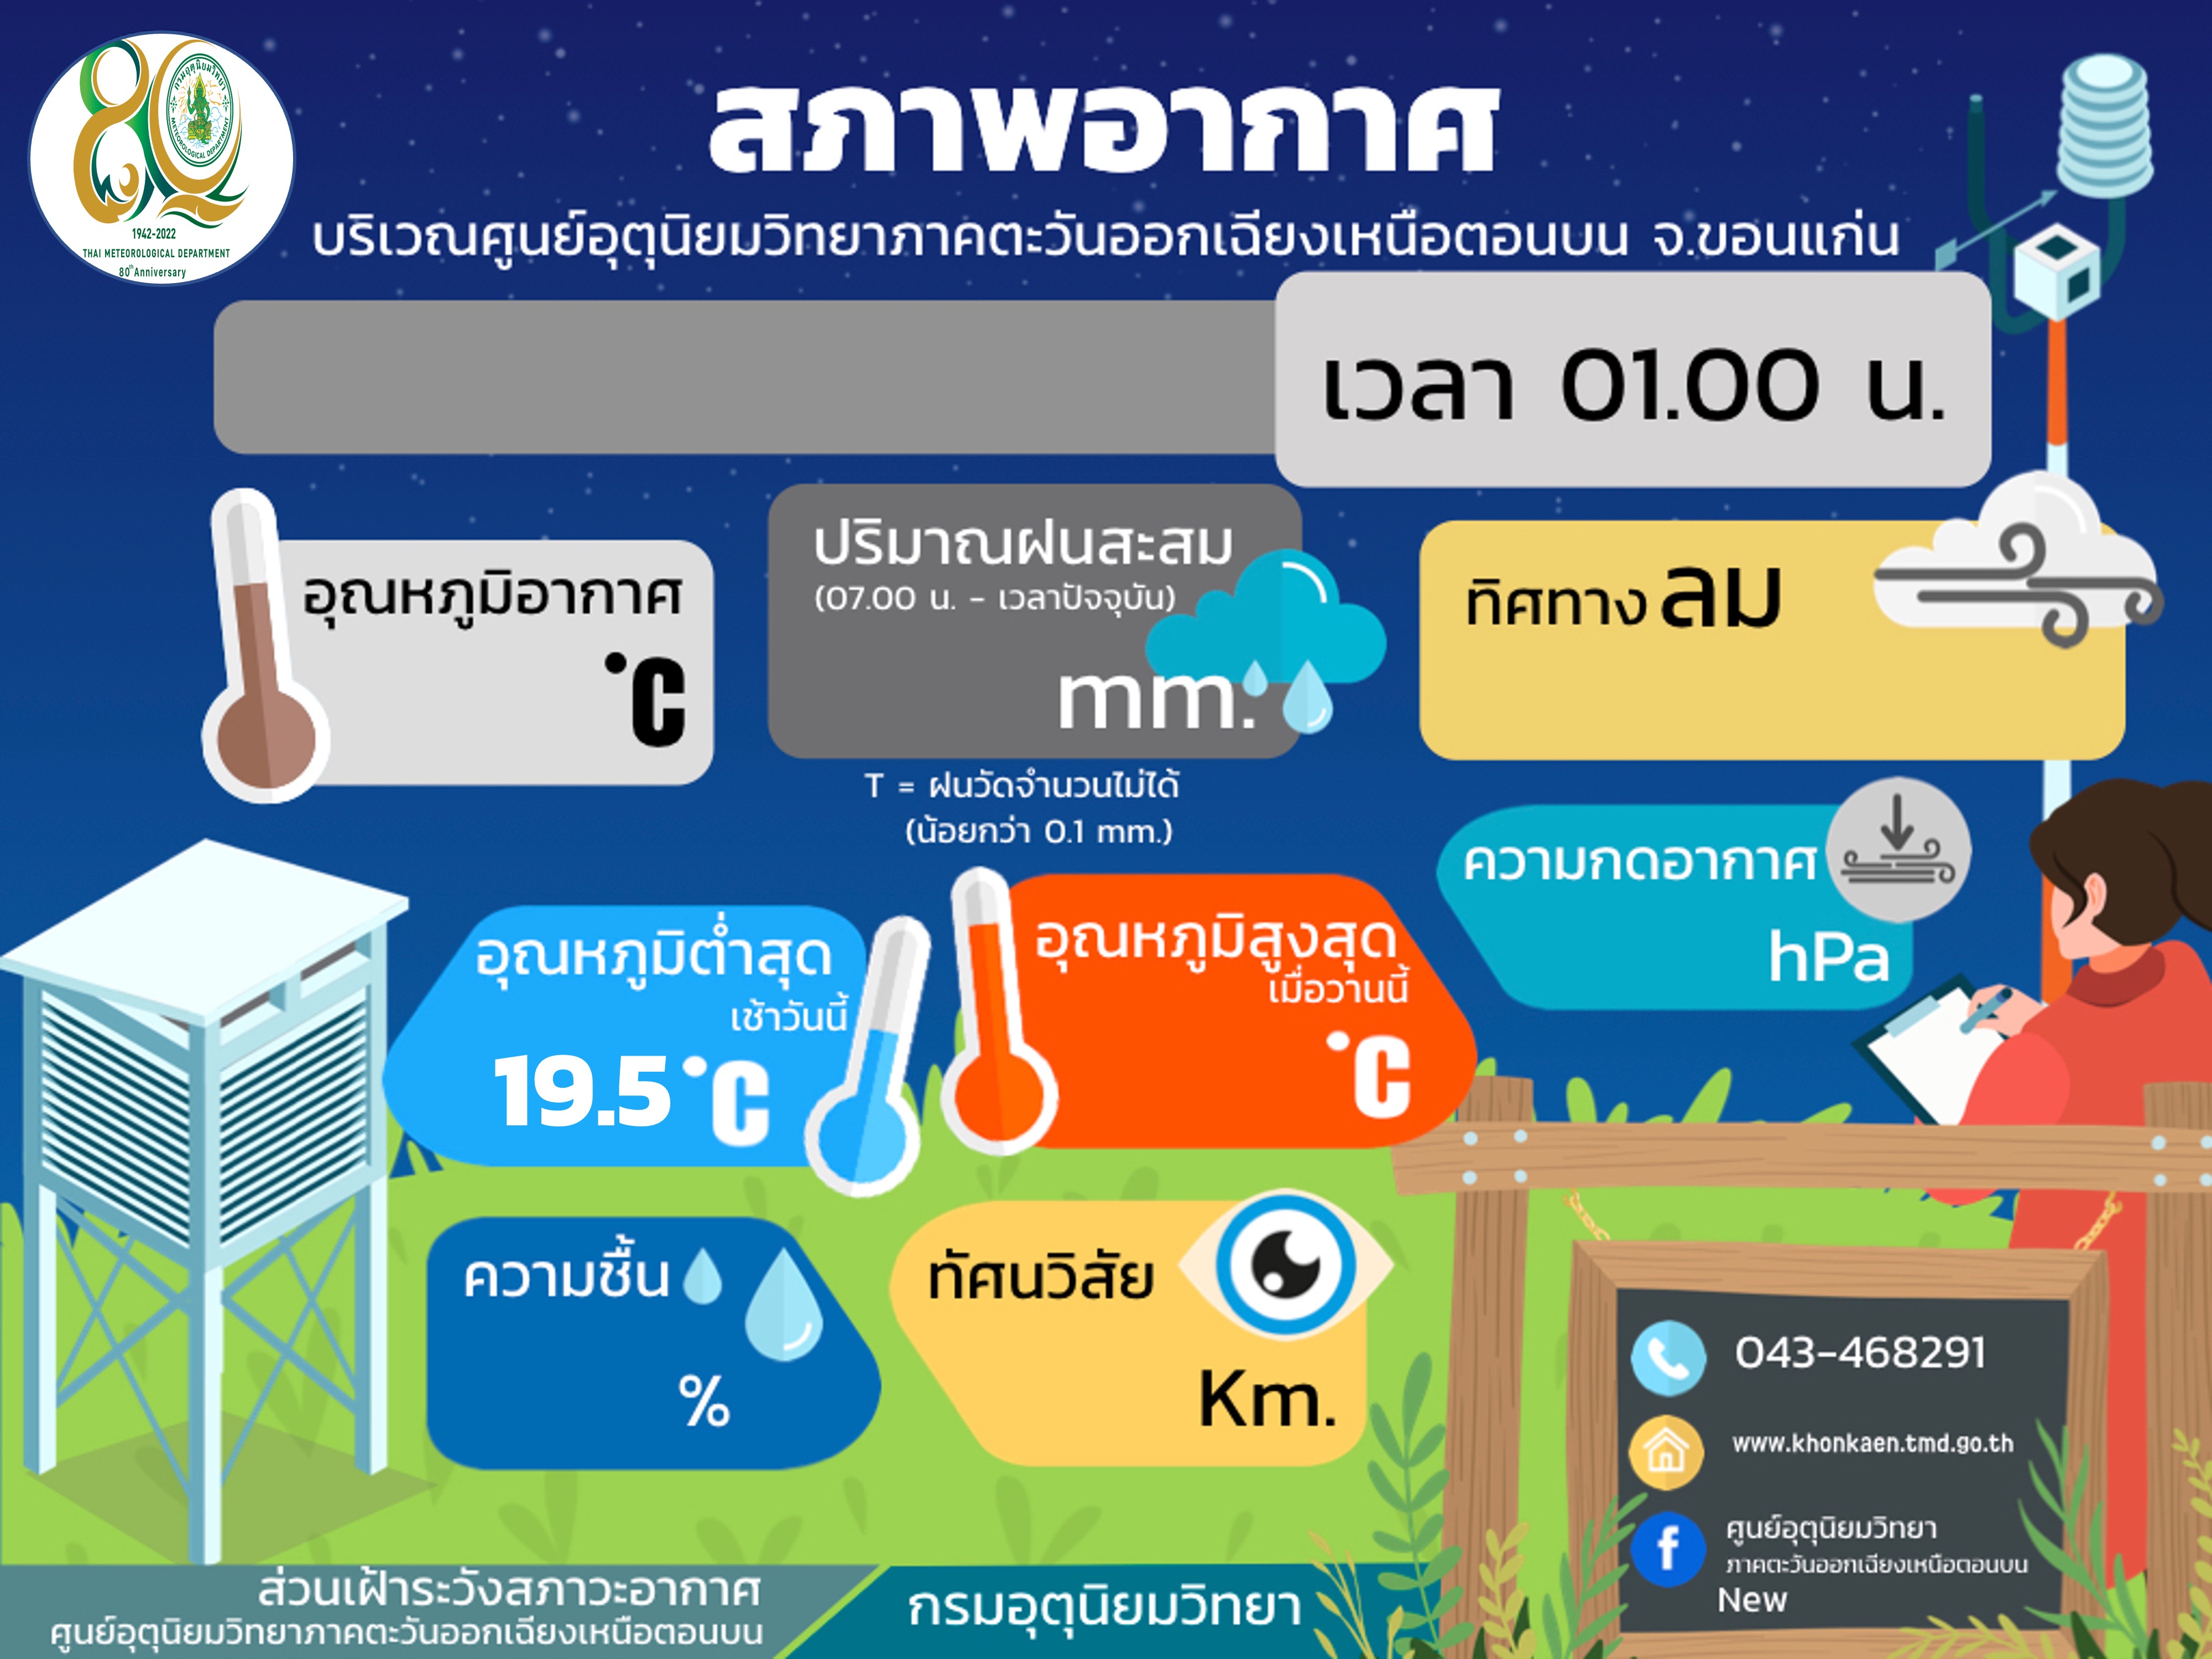 สภาพอากาศ
บริเวณศูนย์อุตุนิยมวิทยาภาคตะวันออกเฉียงเหนือตอนบน จ.ขอนแก่น
กรมอุตุนิยมวิทยา
METEOROLOGICAL DEPARTMENT
1942-2022
THAI METEOROLOGICAL DEPARTMENT
80th Anniversary
เวลา 01.00 น.
อุณหภูมิอากาศ
°C
ปริมาณฝนสะสม
(07.00 น. - เวลาปัจจุบัน)
mm.
T = ฝนวัดจำนวนไม่ได้
(น้อยกว่า 0.1 mm.)
ทิศทาง ลม
ความกดอากาศ
hPa
อุณหภูมิต่ำสุด
เช้าวันนี้
19.5 °C
อุณหภูมิสูงสุด
เมื่อวานนี้
°C
ความชื้น
%
ทัศนวิสัย
Km.
043-468291
www.khonkaen.tmd.go.th
ศูนย์อุตุนิยมวิทยา
ภาคตะวันออกเฉียงเหนือตอนบน
New
ส่วนเฝ้าระวังสภาวะอากาศ
ศูนย์อุตุนิยมวิทยาภาคตะวันออกเฉียงเหนือตอนบน
กรมอุตุนิยมวิทยา